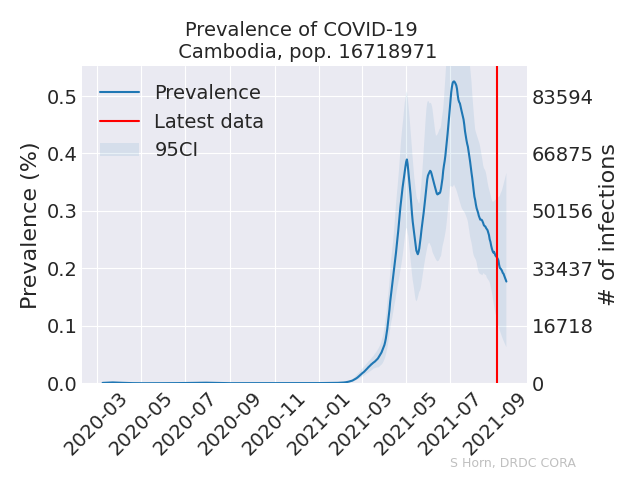 Prevalence of COVID-19
Cambodia, pop. 16718971
Prevalence
Latest data
95CI
Prevalence (%)
0.5
0.4
0.3
0.2
0.1
0.0
83594
66875
50156
33437
16718
0
# of infections
2020-03
2020-05
2020-07
2020-09
2020-11
2021-01
2021-03
2021-05
2021-07
2021-09
S Horn, DRDC CORA